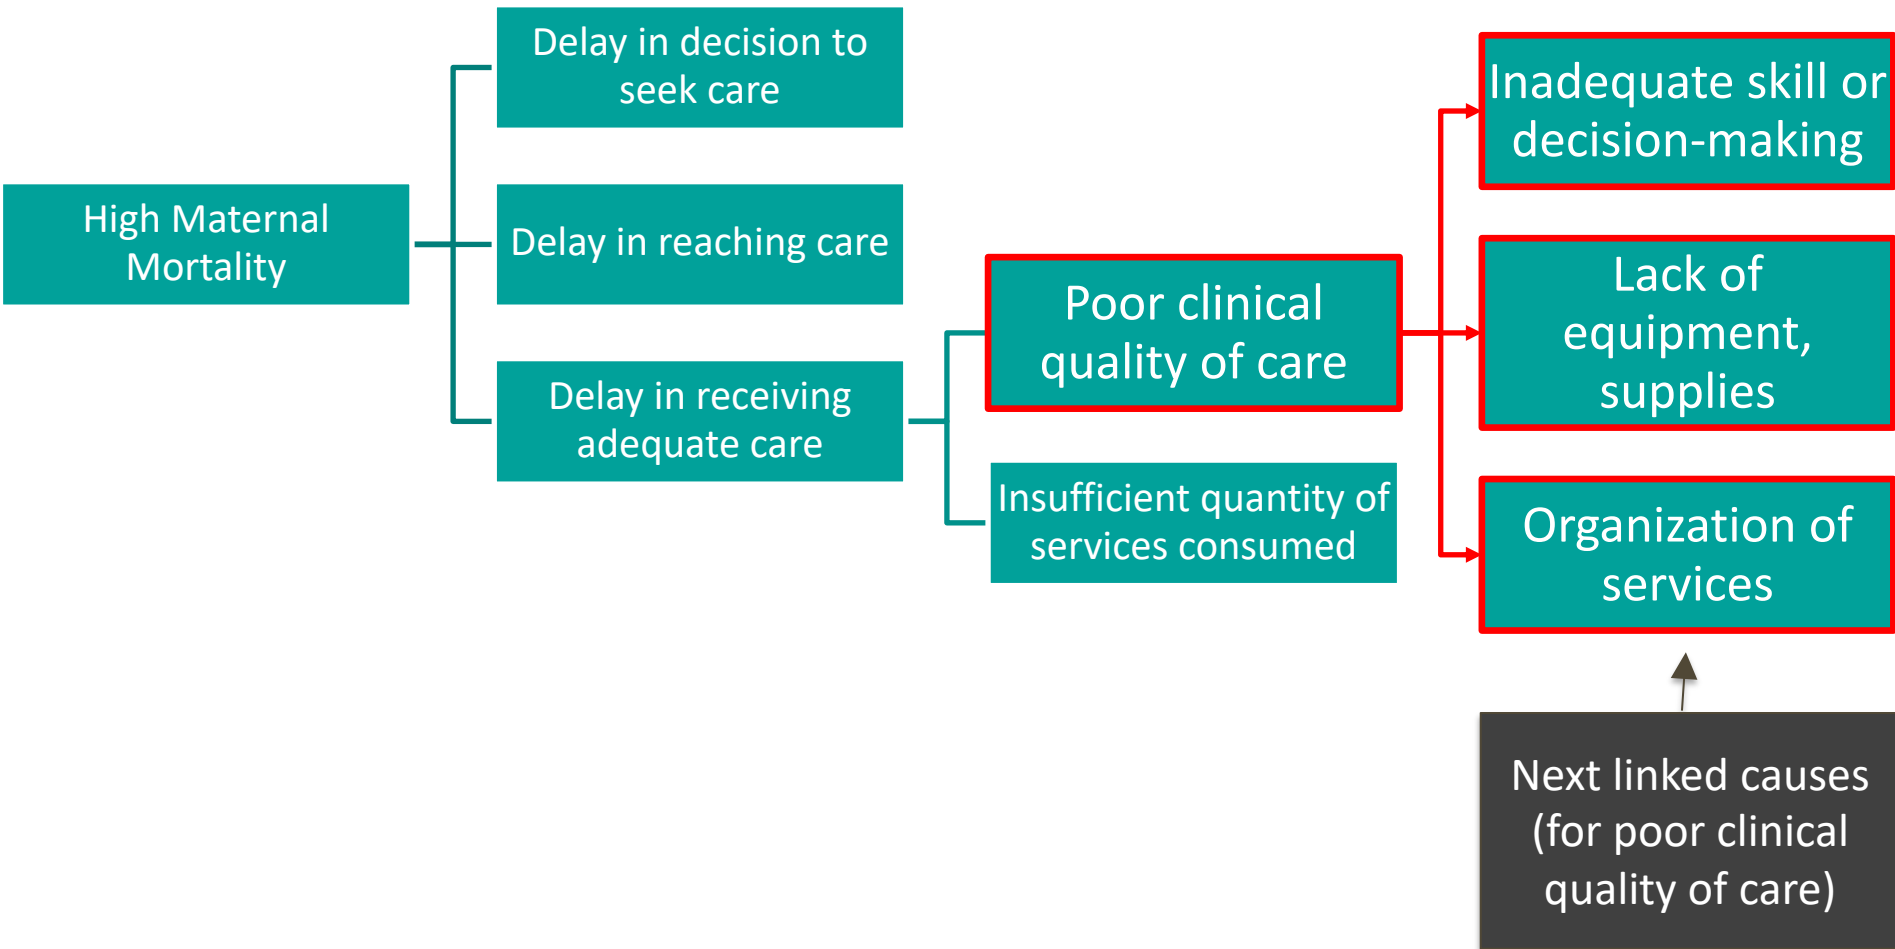 High Maternal
Mortality
Delay in decision to
seek care
Delay in reaching care
Delay in receiving
adequate care
Poor clinical
quality of care
Insufficient quantity of
services consumed
Inadequate skill or
decision-making
Lack of
equipment,
supplies
Organization of
services
Next linked causes
(for poor clinical
quality of care)